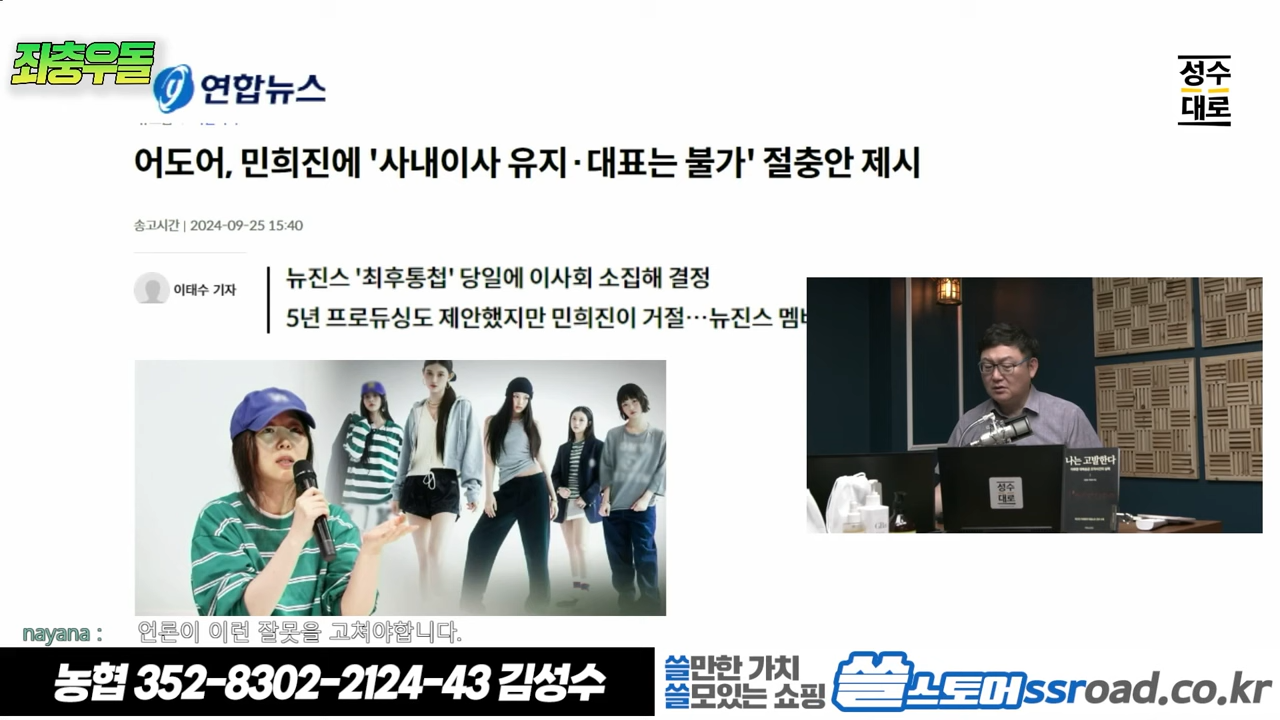 좌충우돌
연합뉴스
성수
대로
어도어, 민희진에 '사내이사 유지·대표는 불가' 절충안 제시
송고시간 | 2024-09-25 15:40
이태수 기자
뉴진스 '최후통첩' 당일에 이사회 소집해 결정
5년 프로듀싱도 제안했지만 민희진이 거절…뉴진스 멤버
나는 고발한다
성수
대로
nayana : 언론이 이런 잘못을 고쳐야합니다.
농협 352-8302-2124-43 김성수
쓸만한 가치
쓸모있는 쇼핑
쓸스토어ssroad.co.kr